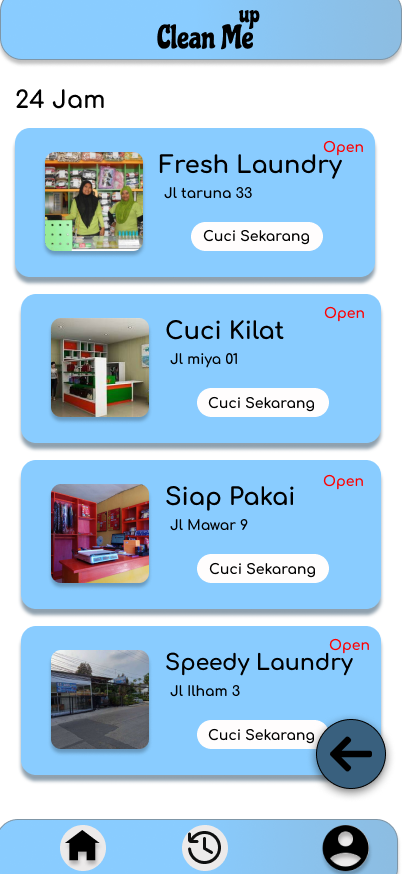 Clean Me up
24 Jam
Open
Fresh Laundry
Jl taruna 33
Cuci Sekarang
Open
Cuci Kilat
Jl miya 01
Cuci Sekarang
Open
Siap Pakai
Jl Mawar 9
Cuci Sekarang
Open
Speedy Laundry
Jl Ilham 3
Cuci Sekarang